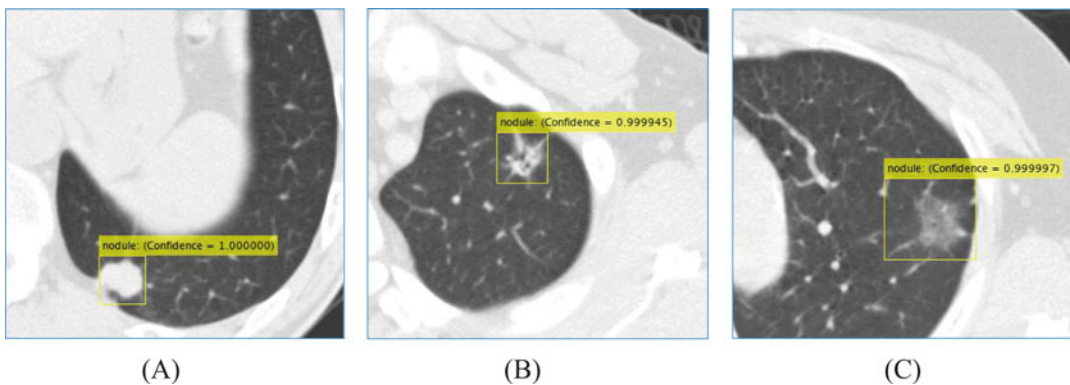 nodule: (Confidence = 1.000000)
nodule: (Confidence = 0.999945)
nodule: (Confidence = 0.999997)
(A)
(B)
(C)